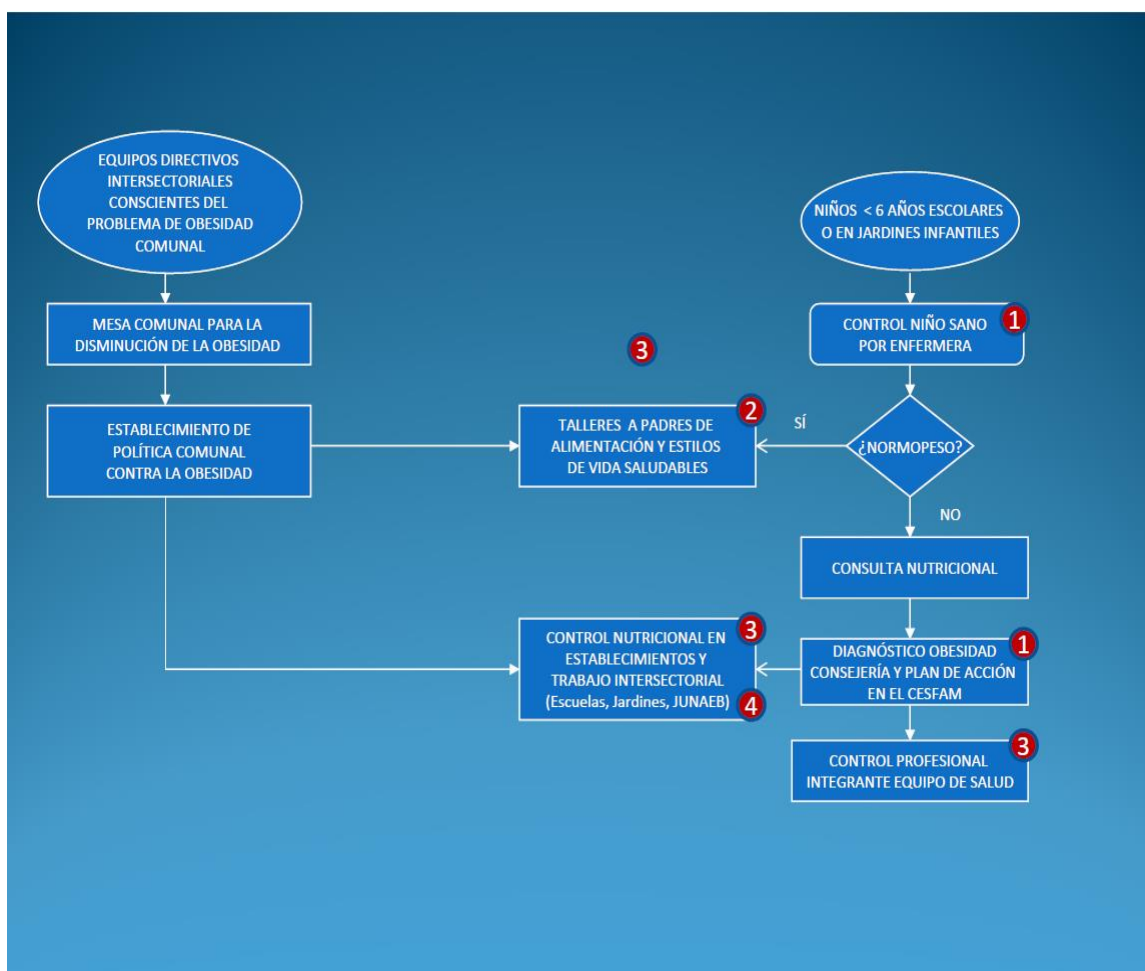 EQUIPOS DIRECTIVOS
INTERSECTORIALES
CONSCIENTES DEL
PROBLEMA DE OBESIDAD
COMUNAL
MESA COMUNAL PARA LA
DISMINUCIÓN DE LA OBESIDAD
ESTABLECIMIENTO DE
POLÍTICA COMUNAL
CONTRA LA OBESIDAD
3
2
TALLERES A PADRES DE
ALIMENTACIÓN Y ESTILOS
DE VIDA SALUDABLES
3
CONTROL NUTRICIONAL EN
ESTABLECIMIENTOS Y
TRABAJO INTERSECTORIAL
(Escuelas, Jardines, JUNAEB)
4
NIÑOS < 6 AÑOS ESCOLARES
O EN JARDINES INFANTILES
1
CONTROL NIÑO SANO
POR ENFERMERA
¿NORMOPESO?
SÍ
NO
CONSULTA NUTRICIONAL
1
DIAGNÓSTICO OBESIDAD
CONSEJERÍA Y PLAN DE ACCIÓN
EN EL CESFAM
3
CONTROL PROFESIONAL
INTEGRANTE EQUIPO DE SALUD